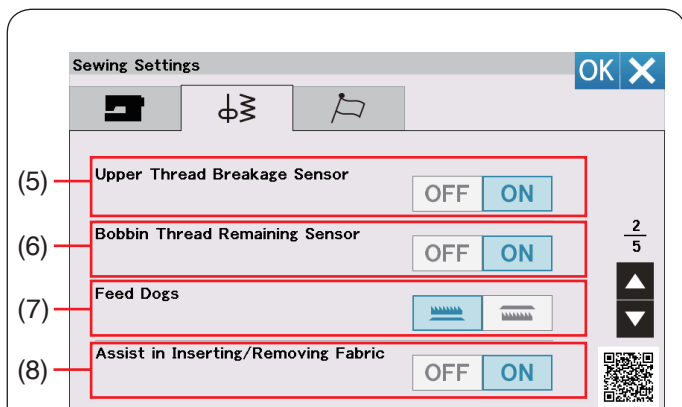 Sewing Settings
OK X
(5) Upper Thread Breakage Sensor
OFF ON
(6) Bobbin Thread Remaining Sensor
OFF ON
2
5
(7) Feed Dogs
(8) Assist in Inserting/Removing Fabric
OFF ON